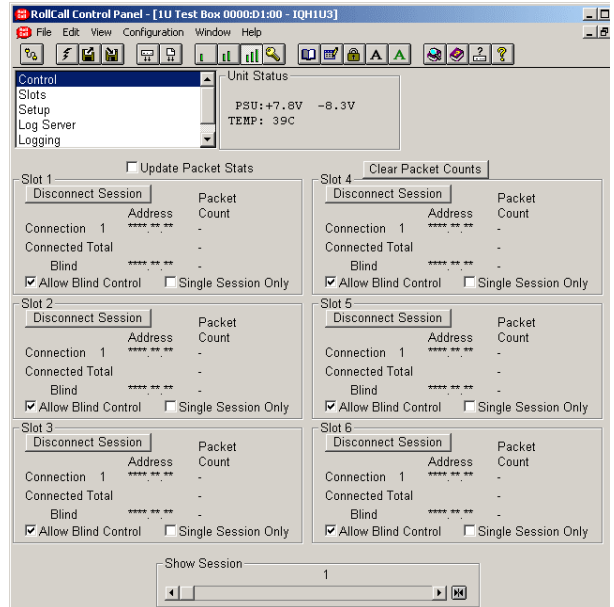 RollCall Control Panel - [1U Test Box 0000:D1:00 - IQH1U3]
File Edit View Configuration Window Help
A A
Control
Slots
Setup
Log Server
Logging
Unit Status
PSU:+7.8V -8.3V
TEMP: 39C
Update Packet Stats
Clear Packet Counts
Slot 1
Disconnect Session Packet
Address Count
Connection 1 ****.**.** -
Connected Total -
Blind ****.**.** -
Allow Blind Control Single Session Only
Slot 4
Disconnect Session Packet
Address Count
Connection 1 ****.**.** -
Connected Total -
Blind ****.**.** -
Allow Blind Control Single Session Only
Slot 2
Disconnect Session Packet
Address Count
Connection 1 ****.**.** -
Connected Total -
Blind ****.**.** -
Allow Blind Control Single Session Only
Slot 5
Disconnect Session Packet
Address Count
Connection 1 ****.**.** -
Connected Total -
Blind ****.**.** -
Allow Blind Control Single Session Only
Slot 3
Disconnect Session Packet
Address Count
Connection 1 ****.**.** -
Connected Total -
Blind ****.**.** -
Allow Blind Control Single Session Only
Slot 6
Disconnect Session Packet
Address Count
Connection 1 ****.**.** -
Connected Total -
Blind ****.**.** -
Allow Blind Control Single Session Only
Show Session
1